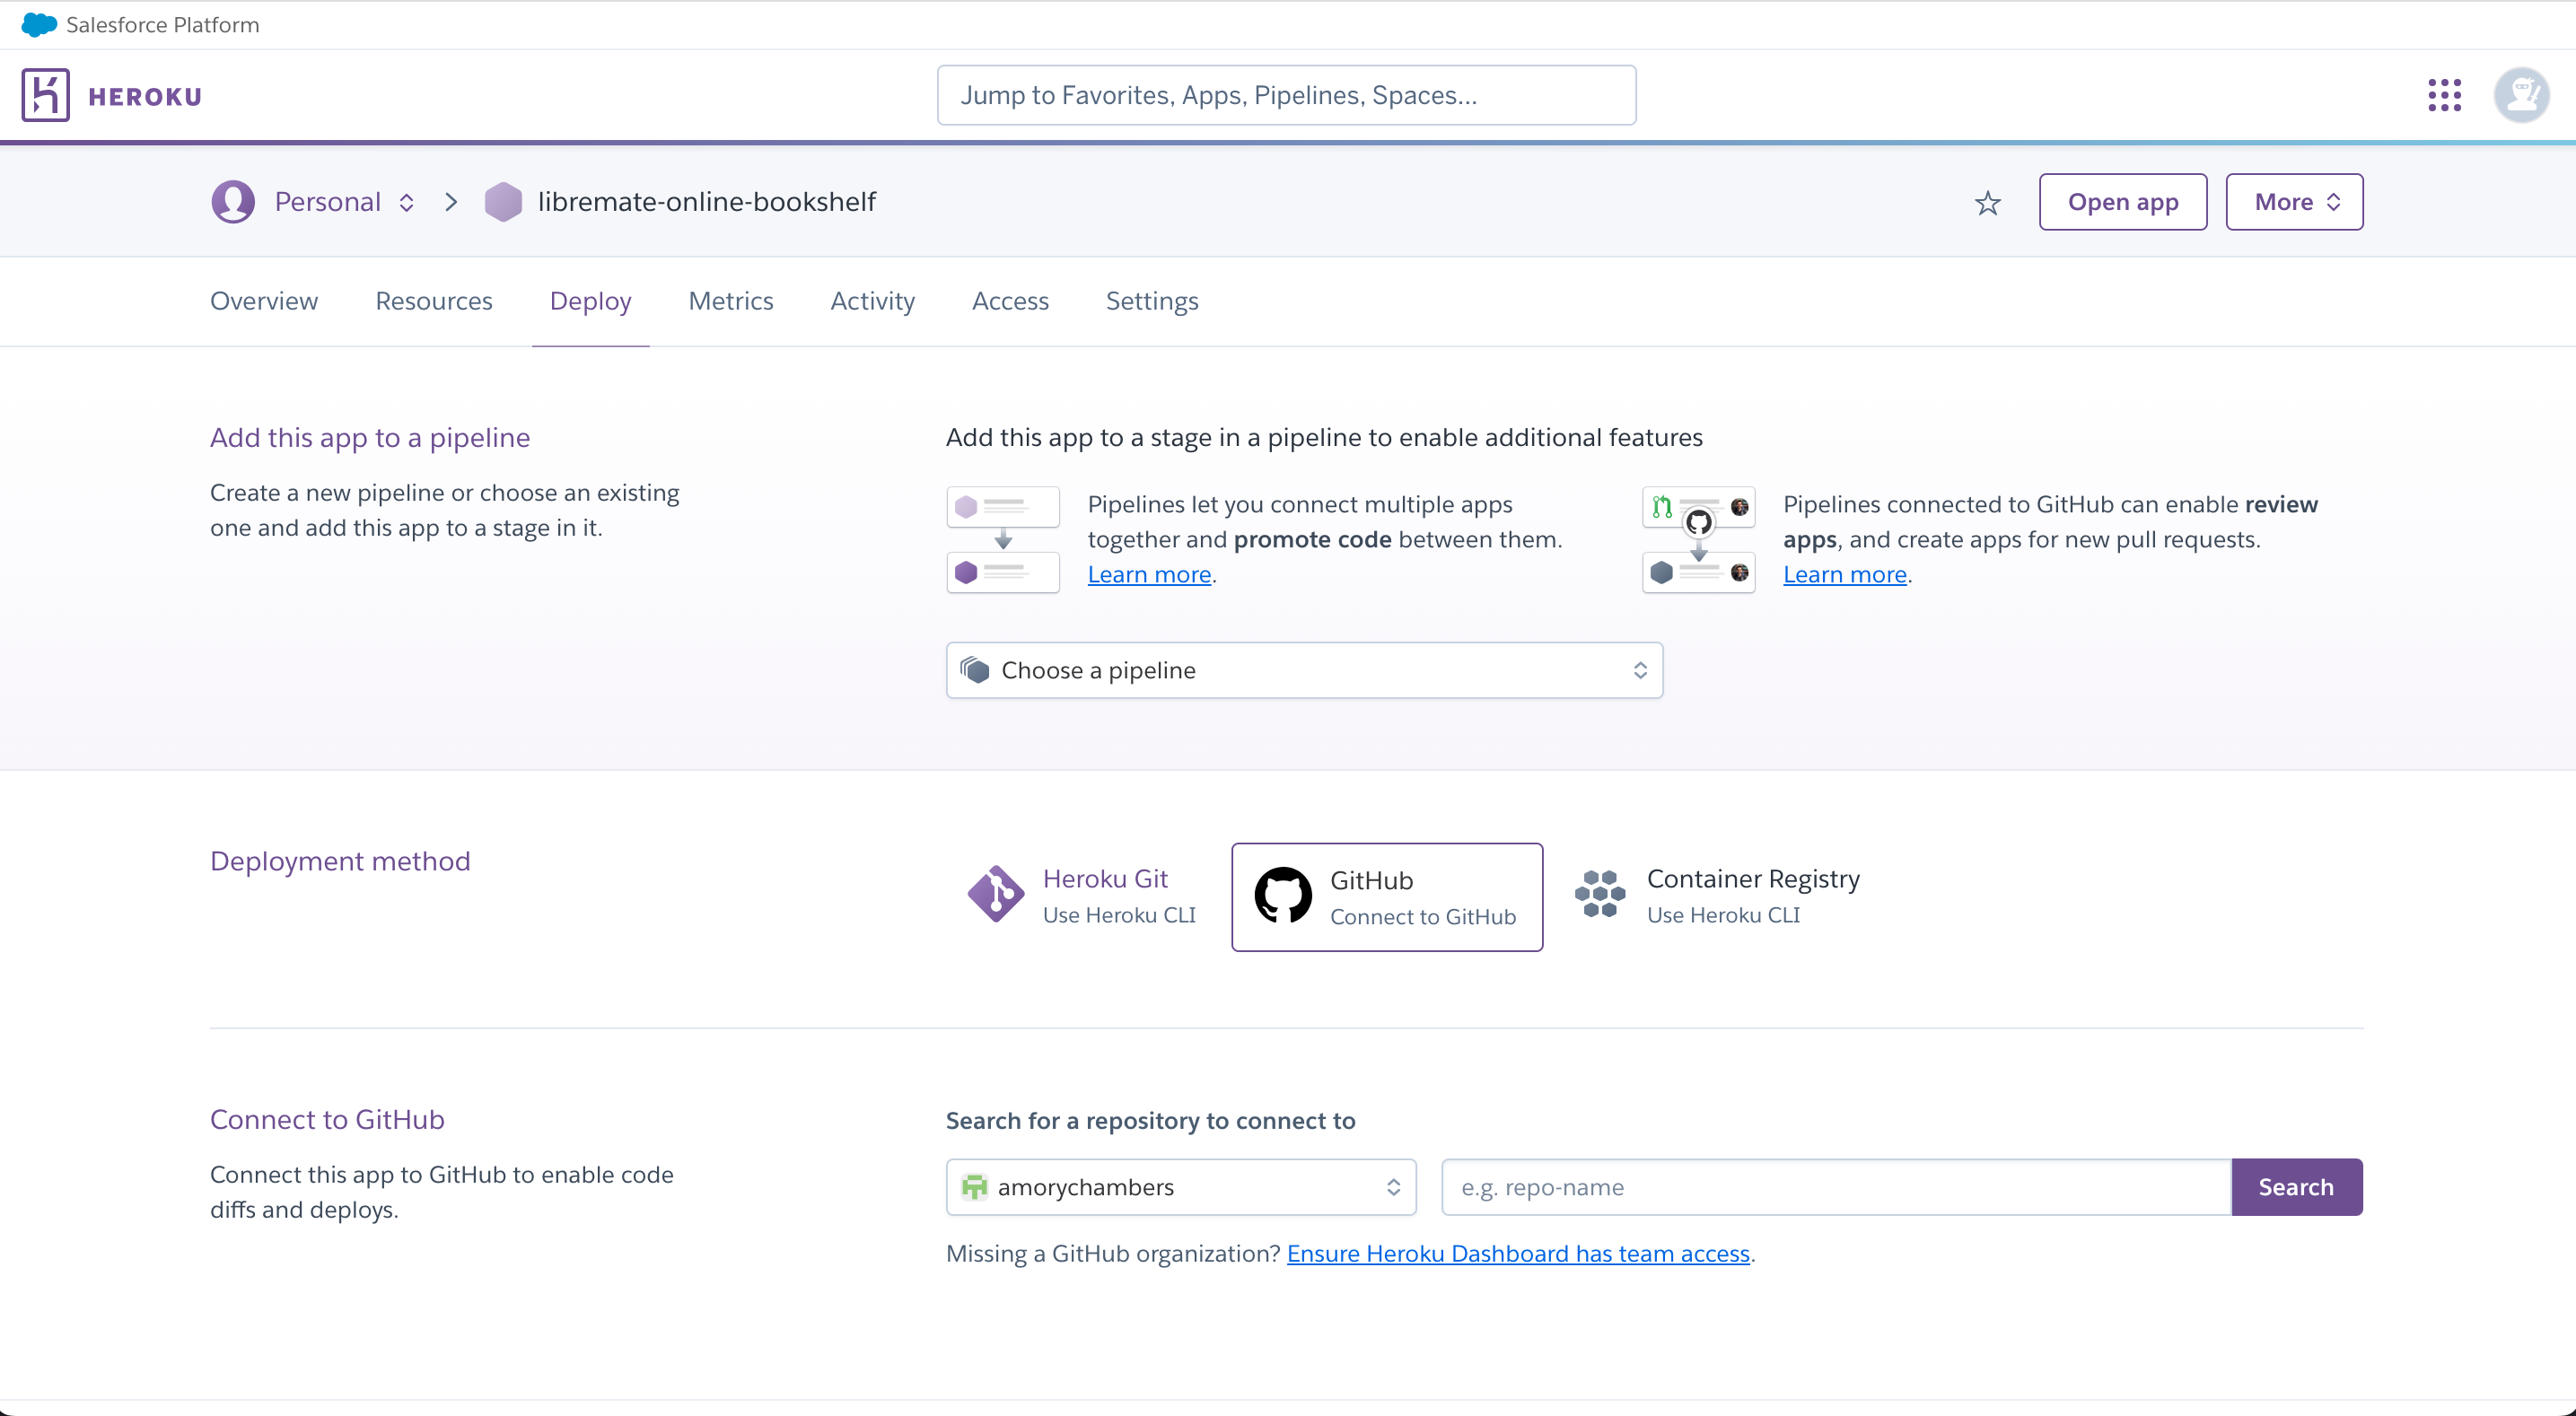 Salesforce Platform
HEROKU
Jump to Favorites, Apps, Pipelines, Spaces...
Personal
libremate-online-bookshelf
Open app
More
Overview
Resources
Deploy
Metrics
Activity
Access
Settings
Add this app to a pipeline
Create a new pipeline or choose an existing
one and add this app to a stage in it.
Add this app to a stage in a pipeline to enable additional features
Pipelines let you connect multiple apps
together and promote code between them.
Learn more.
Pipelines connected to GitHub can enable review
apps, and create apps for new pull requests.
Learn more.
Choose a pipeline
Deployment method
Heroku Git
Use Heroku CLI
GitHub
Connect to GitHub
Container Registry
Use Heroku CLI
Connect to GitHub
Connect this app to GitHub to enable code
diffs and deploys.
Search for a repository to connect to
amorychambers
e.g. repo-name
Search
Missing a GitHub organization? Ensure Heroku Dashboard has team access.